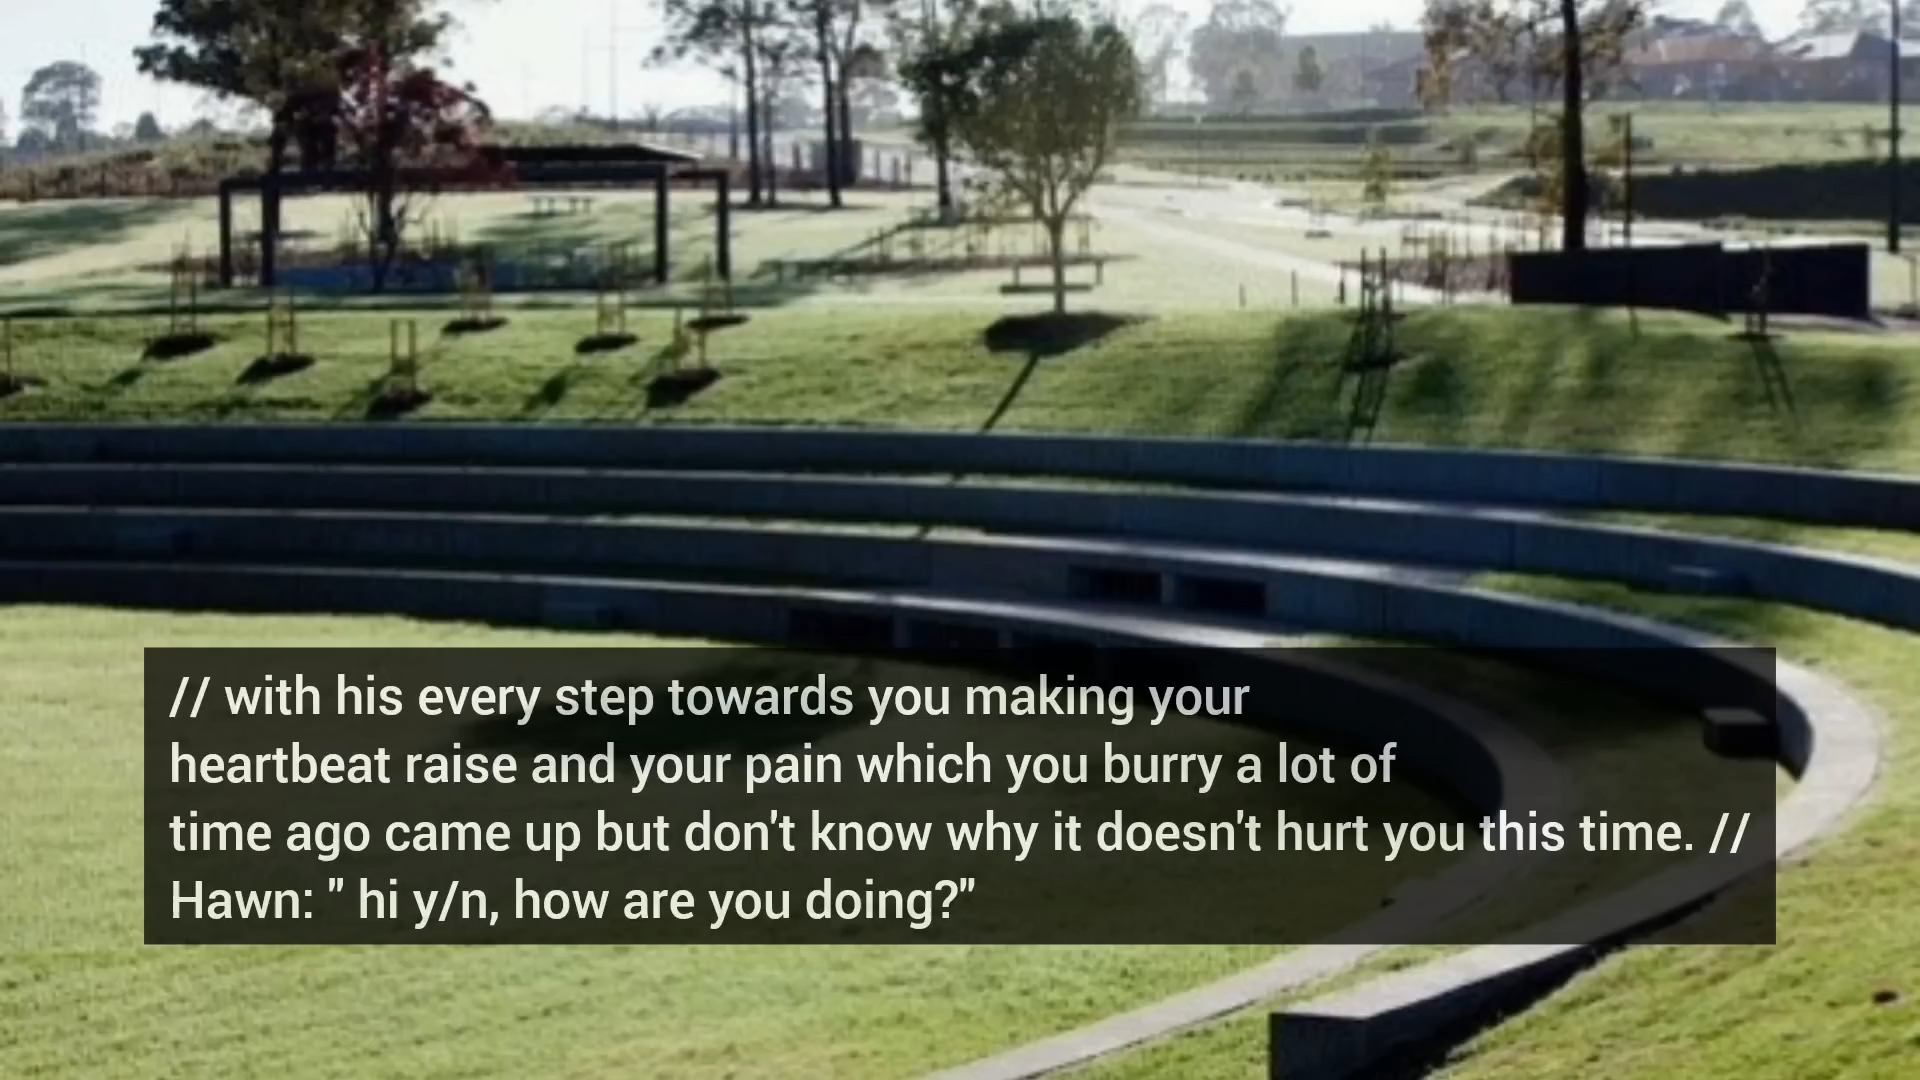 // with his every step towards you making your
heartbeat raise and your pain which you burry a lot of
time ago came up but don't know why it doesn't hurt you this time. //
Hawn: " hi y/n, how are you doing?"